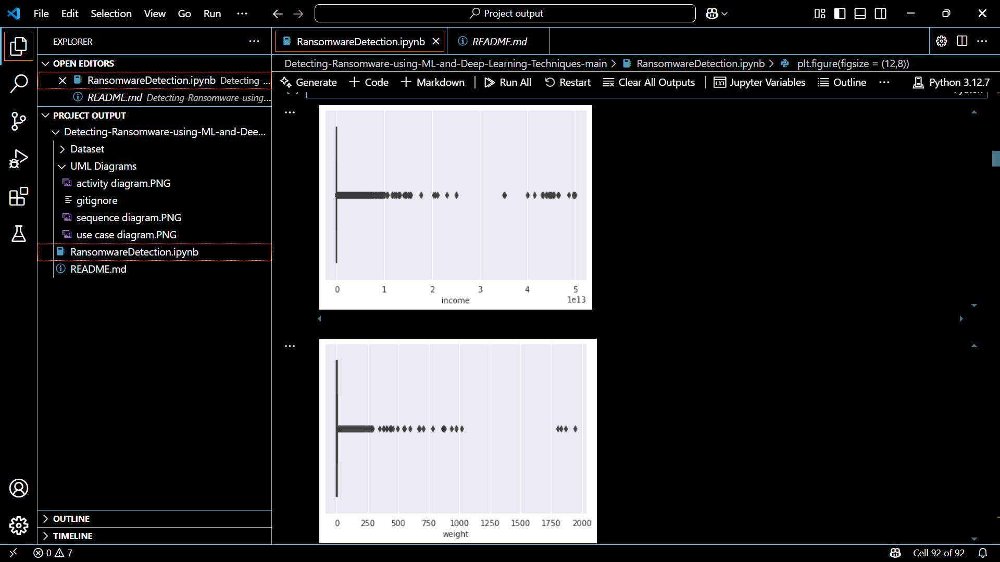 File Edit Selection View Go Run ··· Project output
EXPLORER ···
OPEN EDITORS
RansomwareDetection.ipynb Detecting-...
README.md Detecting-Ransomware-using...
PROJECT OUTPUT
Detecting-Ransomware-using-ML-and-Dee...
Dataset
UML Diagrams
activity diagram.PNG
gitignore
sequence diagram.PNG
use case diagram.PNG
RansomwareDetection.ipynb
README.md
OUTLINE
TIMELINE
RansomwareDetection.ipynb README.md
Detecting-Ransomware-using-ML-and-Deep-Learning-Techniques-main > RansomwareDetection.ipynb > plt.figure(figsize = (12,8))
Generate + Code + Markdown | Run All Restart Clear All Outputs | Jupyter Variables Outline ··· Python 3.12.7
0 1 2 3 4 5
income 1e13
0 250 500 750 1000 1250 1500 1750 2000
weight
0 7 Cell 92 of 92